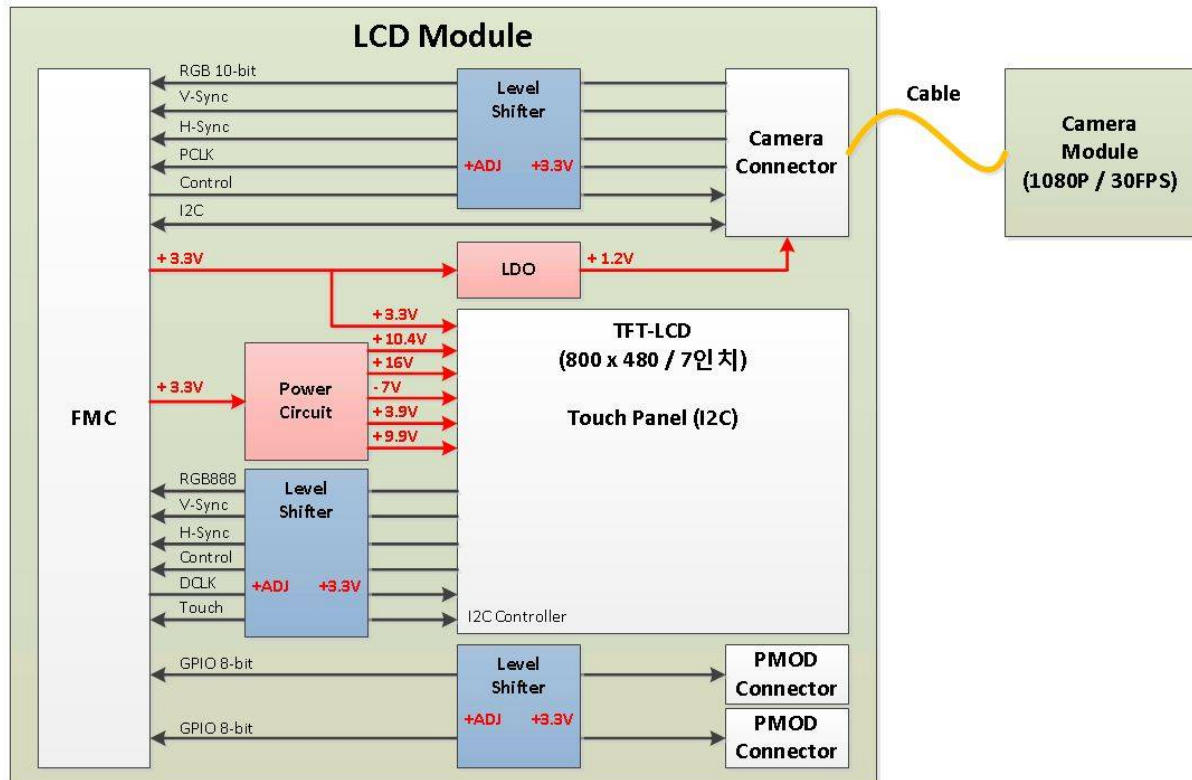 LCD Module
FMC
RGB 10-bit
V-Sync
H-Sync
PCLK
Control
I2C
Level
Shifter
+ADJ +3.3V
Camera
Connector
Cable
Camera
Module
(1080P / 30FPS)
+ 3.3V
LDO
+ 1.2V
+ 3.3V
Power
Circuit
+3.3V
+ 10.4V
+ 16V
- 7V
+ 3.9V
+ 9.9V
TFT-LCD
(800 x 480 / 7인 치)
Touch Panel (I2C)
I2C Controller
RGB888
V-Sync
H-Sync
Control
DCLK
Touch
Level
Shifter
+ADJ +3.3V
GPIO 8-bit
GPIO 8-bit
Level
Shifter
+ADJ +3.3V
PMOD
Connector
PMOD
Connector